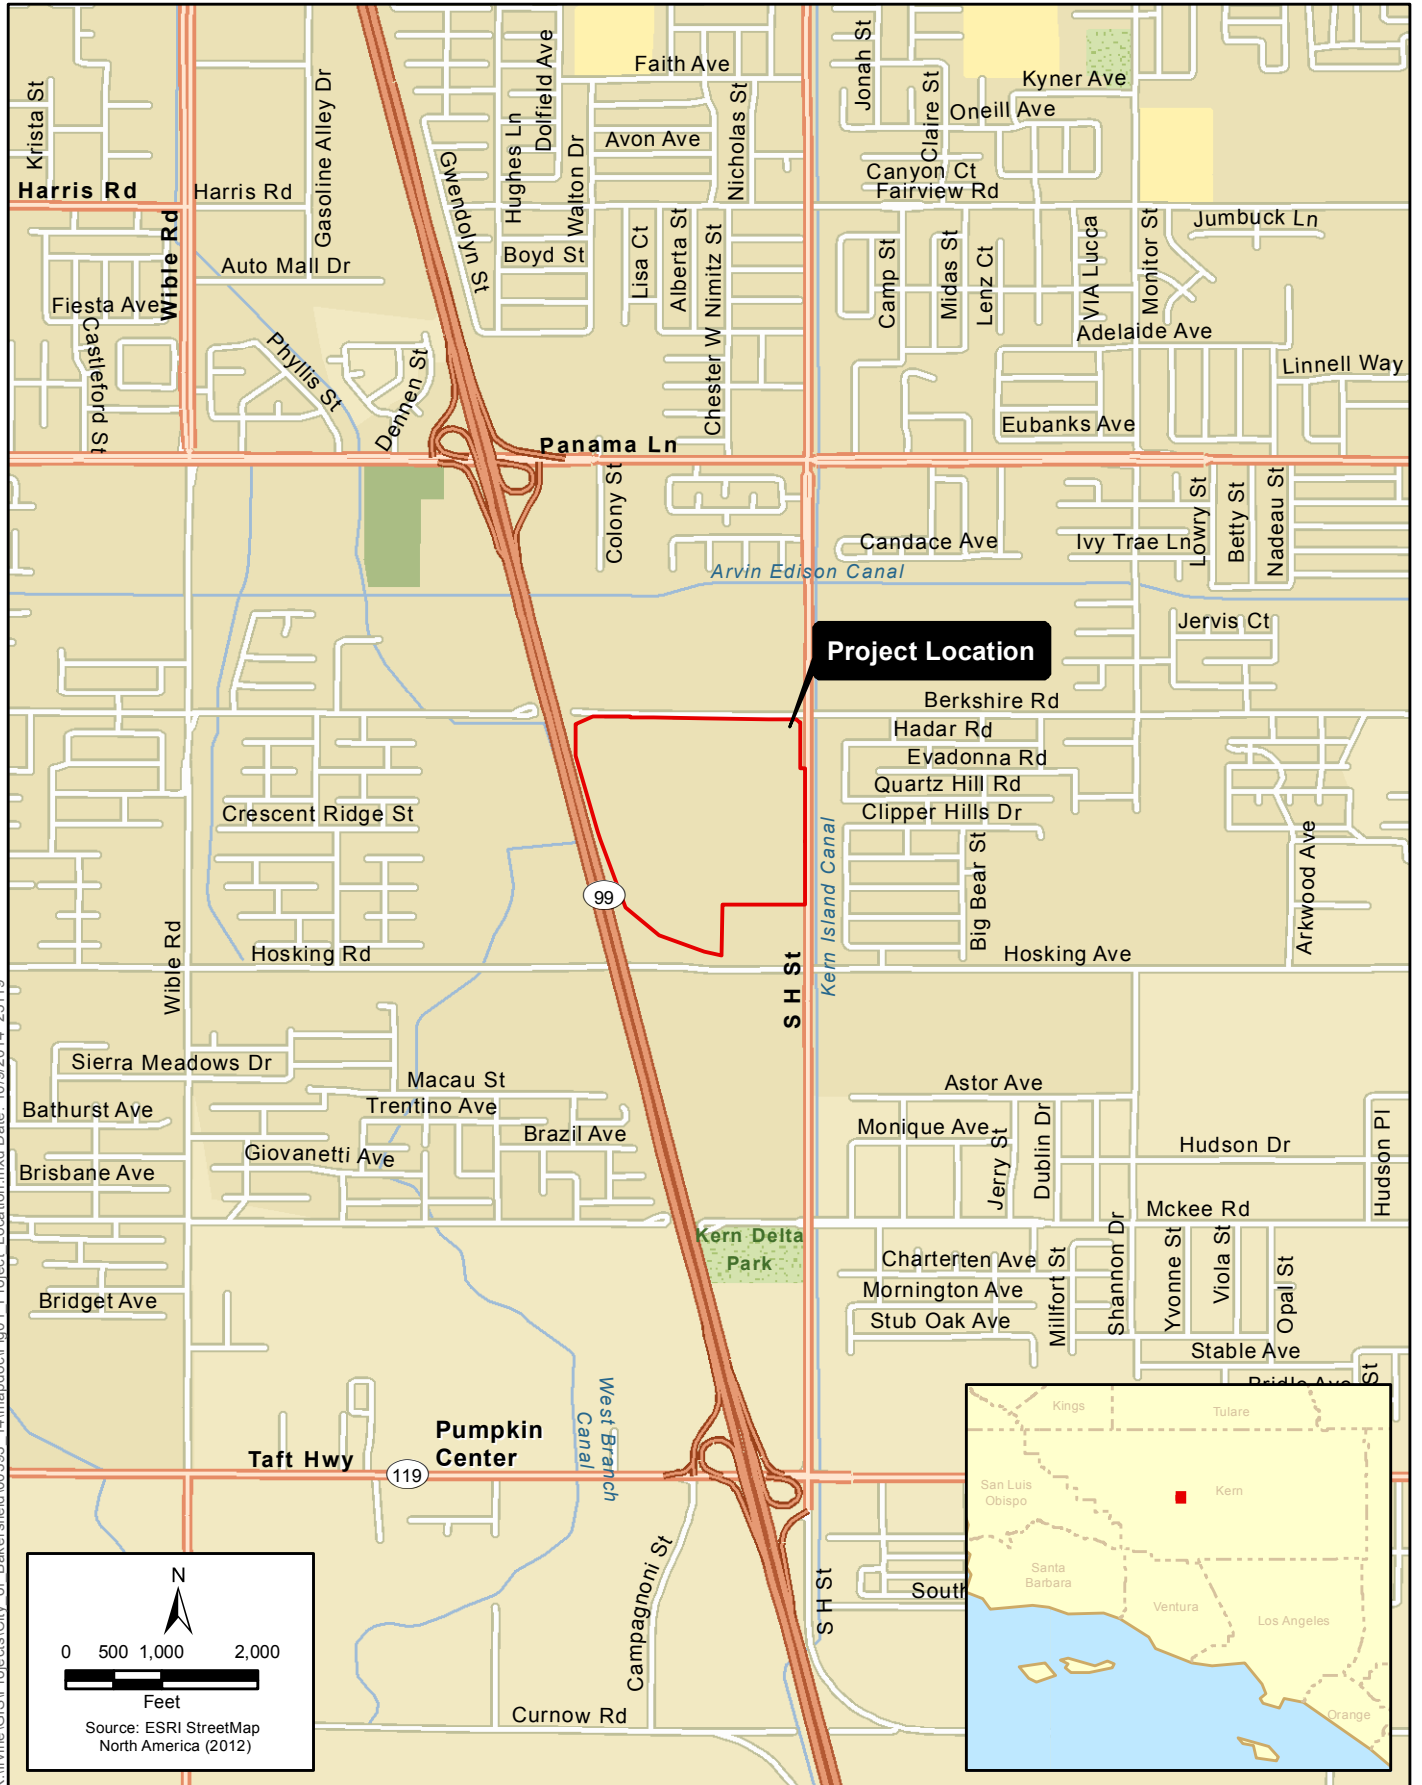 Faith Ave
Jonah St
Kyner Ave
Krista St
Gasoline Alley Dr
Hughes Ln
Dolfield Ave
Walton Dr
Avon Ave
Nicholas St
Claire St
Oneill Ave
Gwendolyn St
Canyon Ct
Fairview Rd
Harris Rd
Harris Rd
Wible Rd
Jumbuck Ln
Boyd St
Lisa Ct
Alberta St
Chester W Nimitz St
Camp St
Midas St
Lenz Ct
VIA Lucca
Monitor St
Auto Mall Dr
Fiesta Ave
Castleford St
Phyllis St
Dennen St
Adelaide Ave
Linnell Way
Eubanks Ave
Panama Ln
Colony St
Candace Ave
Ivy Trae Ln
Lowry St
Betty St
Nadeau St
Arvin Edison Canal
Jervis Ct
Project Location
Berkshire Rd
Hadar Rd
Evadonna Rd
Quartz Hill Rd
Clipper Hills Dr
Crescent Ridge St
Kern Island Canal
Big Bear St
Arkwood Ave
99
Wible Rd
Hosking Rd
Hosking Ave
S H St
Sierra Meadows Dr
Macau St
Trentino Ave
Astor Ave
Bathurst Ave
Brazil Ave
Monique Ave
Jerry St
Dublin Dr
Hudson Dr
Hudson Pl
Giovanetti Ave
Brisbane Ave
Mckee Rd
Kern Delta
Park
Charterten Ave
Mornington Ave
Stub Oak Ave
Millfort St
Shannon Dr
Yvonne St
Viola St
Opal St
Bridget Ave
Stable Ave
St
West Branch
Canal
Pumpkin
Center
Taft Hwy
119
Campagnoni St
S H St
South
Curnow Rd
Kings
Tulare
San Luis
Obispo
Kern
Santa
Barbara
Ventura
Los Angeles
Orange
N
0 500 1,000 2,000
Feet
Source: ESRI StreetMap
North America (2012)